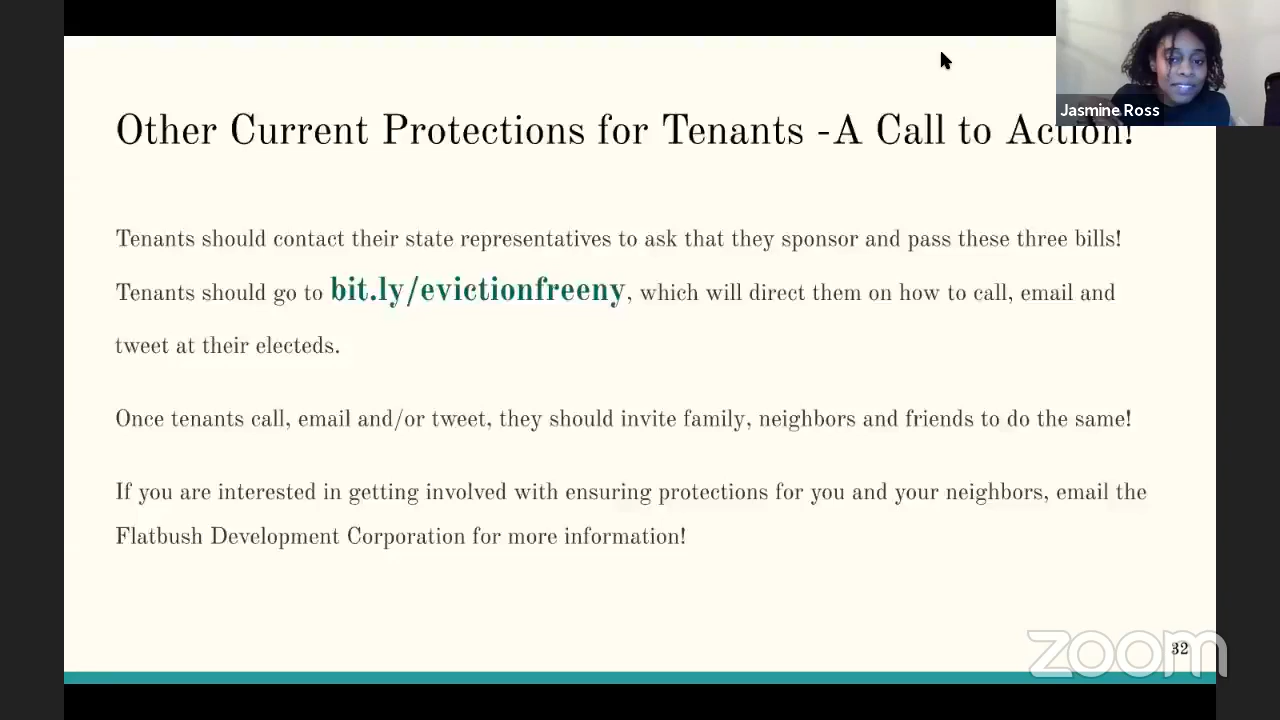 Jasmine Ross
Other Current Protections for Tenants -A Call to Action!
Tenants should contact their state representatives to ask that they sponsor and pass these three bills!
Tenants should go to bit.ly/evictionfreeny, which will direct them on how to call, email and
tweet at their electeds.
Once tenants call, email and/or tweet, they should invite family, neighbors and friends to do the same!
If you are interested in getting involved with ensuring protections for you and your neighbors, email the
Flatbush Development Corporation for more information!
32
zoom